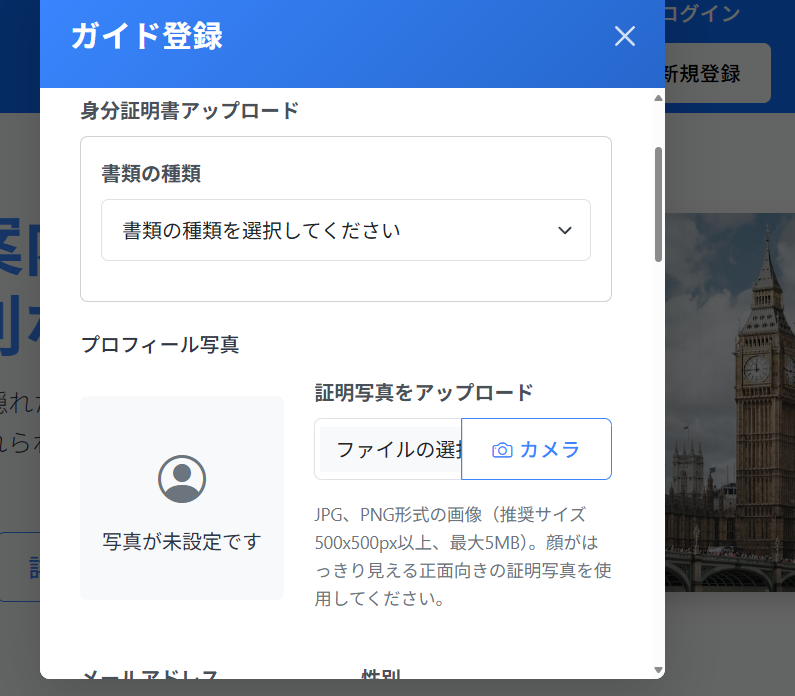 ガイド登録
ログイン
新規登録
身分証明書アップロード
書類の種類
書類の種類を選択してください
プロフィール写真
証明写真をアップロード
ファイルの選択
カメラ
写真が未設定です
JPG、PNG形式の画像（推奨サイズ
500x500px以上、最大5MB）。顔がは
っきり見える正面向きの証明写真を使
用してください。
メールアドレス
性別